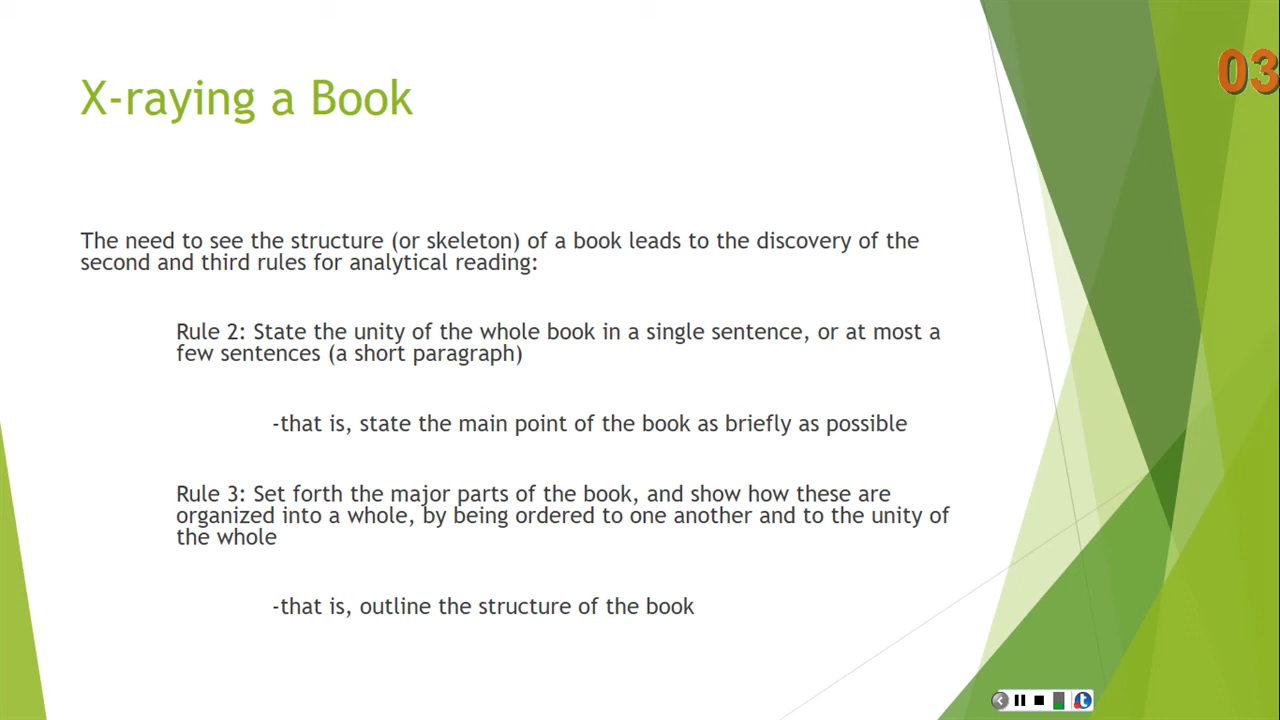 03
X-raying a Book
The need to see the structure (or skeleton) of a book leads to the discovery of the
second and third rules for analytical reading:
Rule 2: State the unity of the whole book in a single sentence, or at most a
few sentences (a short paragraph)
-that is, state the main point of the book as briefly as possible
Rule 3: Set forth the major parts of the book, and show how these are
organized into a whole, by being ordered to one another and to the unity of
the whole
-that is, outline the structure of the book
t